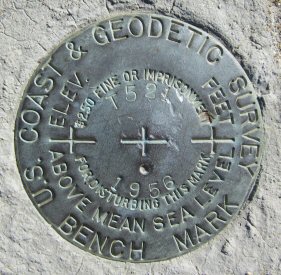 U.S. COAST & GEODETIC SURVEY
BENCH MARK
ELEV. FEET
ABOVE MEAN SEA LEVEL
$250 FINE OR IMPRISONMENT
FOR DISTURBING THIS MARK.
T 521
1956